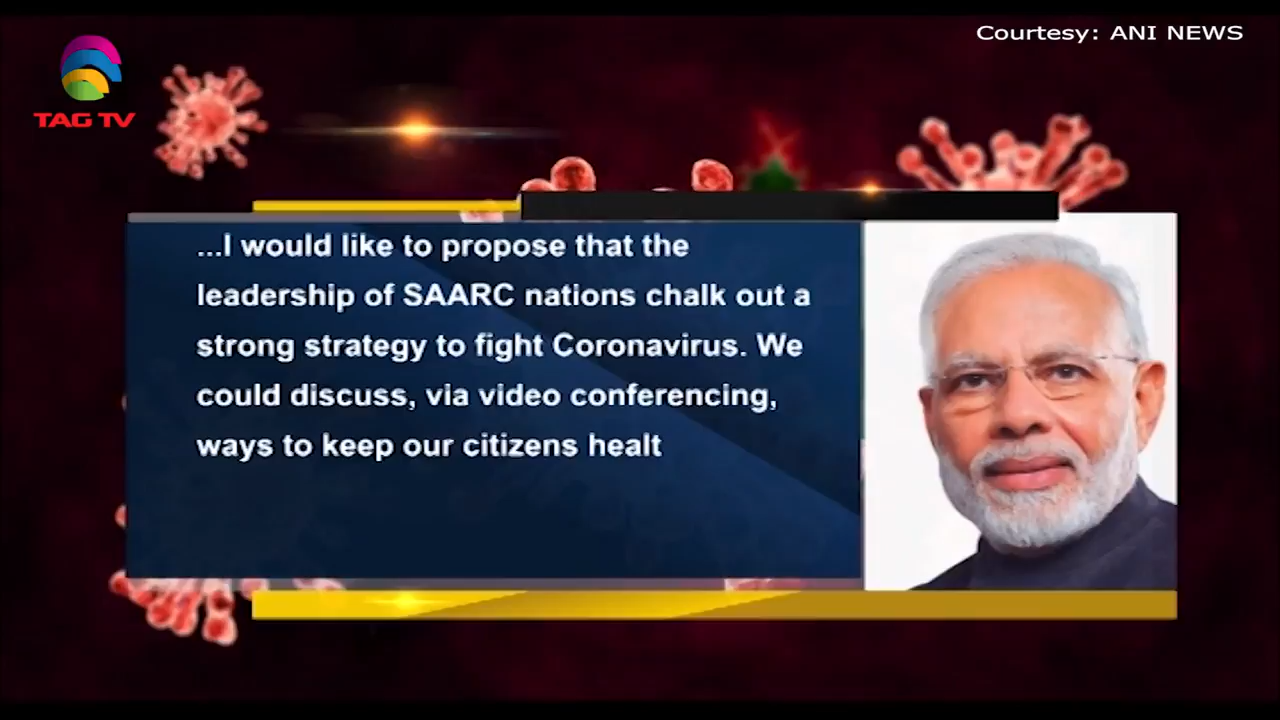 Courtesy: ANI NEWS
TAG TV
...I would like to propose that the
leadership of SAARC nations chalk out a
strong strategy to fight Coronavirus. We
could discuss, via video conferencing,
ways to keep our citizens healt